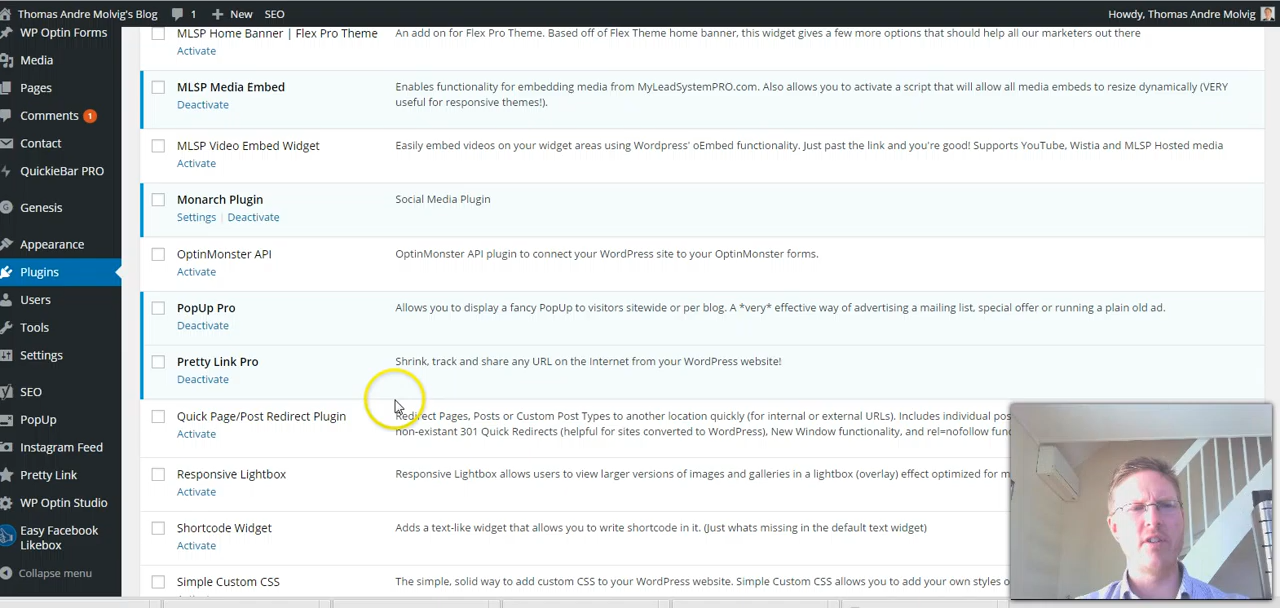 Thomas Andre Molvig's Blog 1 New SEO Howdy, Thomas Andre Molvig
WP Optin Forms
Media
Pages
Comments 1
Contact
QuickieBar PRO
Genesis
Appearance
Plugins
Users
Tools
Settings
SEO
PopUp
Instagram Feed
Pretty Link
WP Optin Studio
Easy Facebook
Likebox
Collapse menu
MLSP Home Banner | Flex Pro Theme
Activate
An add on for Flex Pro Theme. Based off of Flex Theme home banner, this widget gives a few more options that should help all our marketers out there
MLSP Media Embed
Deactivate
Enables functionality for embedding media from MyLeadSystemPRO.com. Also allows you to activate a script that will allow all media embeds to resize dynamically (VERY
useful for responsive themes!).
MLSP Video Embed Widget
Activate
Easily embed videos on your widget areas using Wordpress' oEmbed functionality. Just past the link and you're good! Supports YouTube, Wistia and MLSP Hosted media
Monarch Plugin
Settings | Deactivate
Social Media Plugin
OptinMonster API
Activate
OptinMonster API plugin to connect your WordPress site to your OptinMonster forms.
PopUp Pro
Deactivate
Allows you to display a fancy PopUp to visitors sitewide or per blog. A *very* effective way of advertising a mailing list, special offer or running a plain old ad.
Pretty Link Pro
Deactivate
Shrink, track and share any URL on the Internet from your WordPress website!
Quick Page/Post Redirect Plugin
Activate
Redirect Pages, Posts or Custom Post Types to another location quickly (for internal or external URLs). Includes individual pos
non-existant 301 Quick Redirects (helpful for sites converted to WordPress), New Window functionality, and rel=nofollow func
Responsive Lightbox
Activate
Responsive Lightbox allows users to view larger versions of images and galleries in a lightbox (overlay) effect optimized for m
Shortcode Widget
Activate
Adds a text-like widget that allows you to write shortcode in it. (Just whats missing in the default text widget)
Simple Custom CSS
Activate
The simple, solid way to add custom CSS to your WordPress website. Simple Custom CSS allows you to add your own styles o